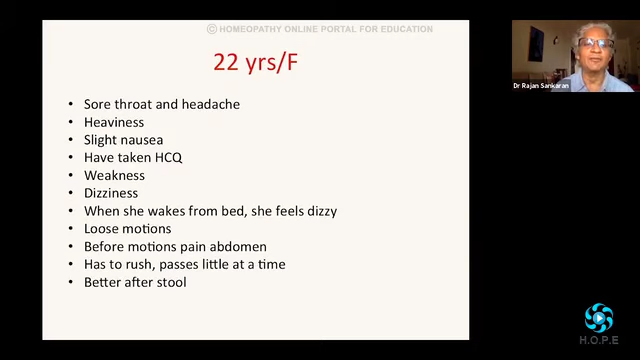 © HOMEOPATHY ONLINE PORTAL FOR EDUCATION
22 yrs/F
• Sore throat and headache
• Heaviness
• Slight nausea
• Have taken HCQ
• Weakness
• Dizziness
• When she wakes from bed, she feels dizzy
• Loose motions
• Before motions pain abdomen
• Has to rush, passes little at a time
• Better after stool
Dr Rajan Sankaran
H.O.P.E